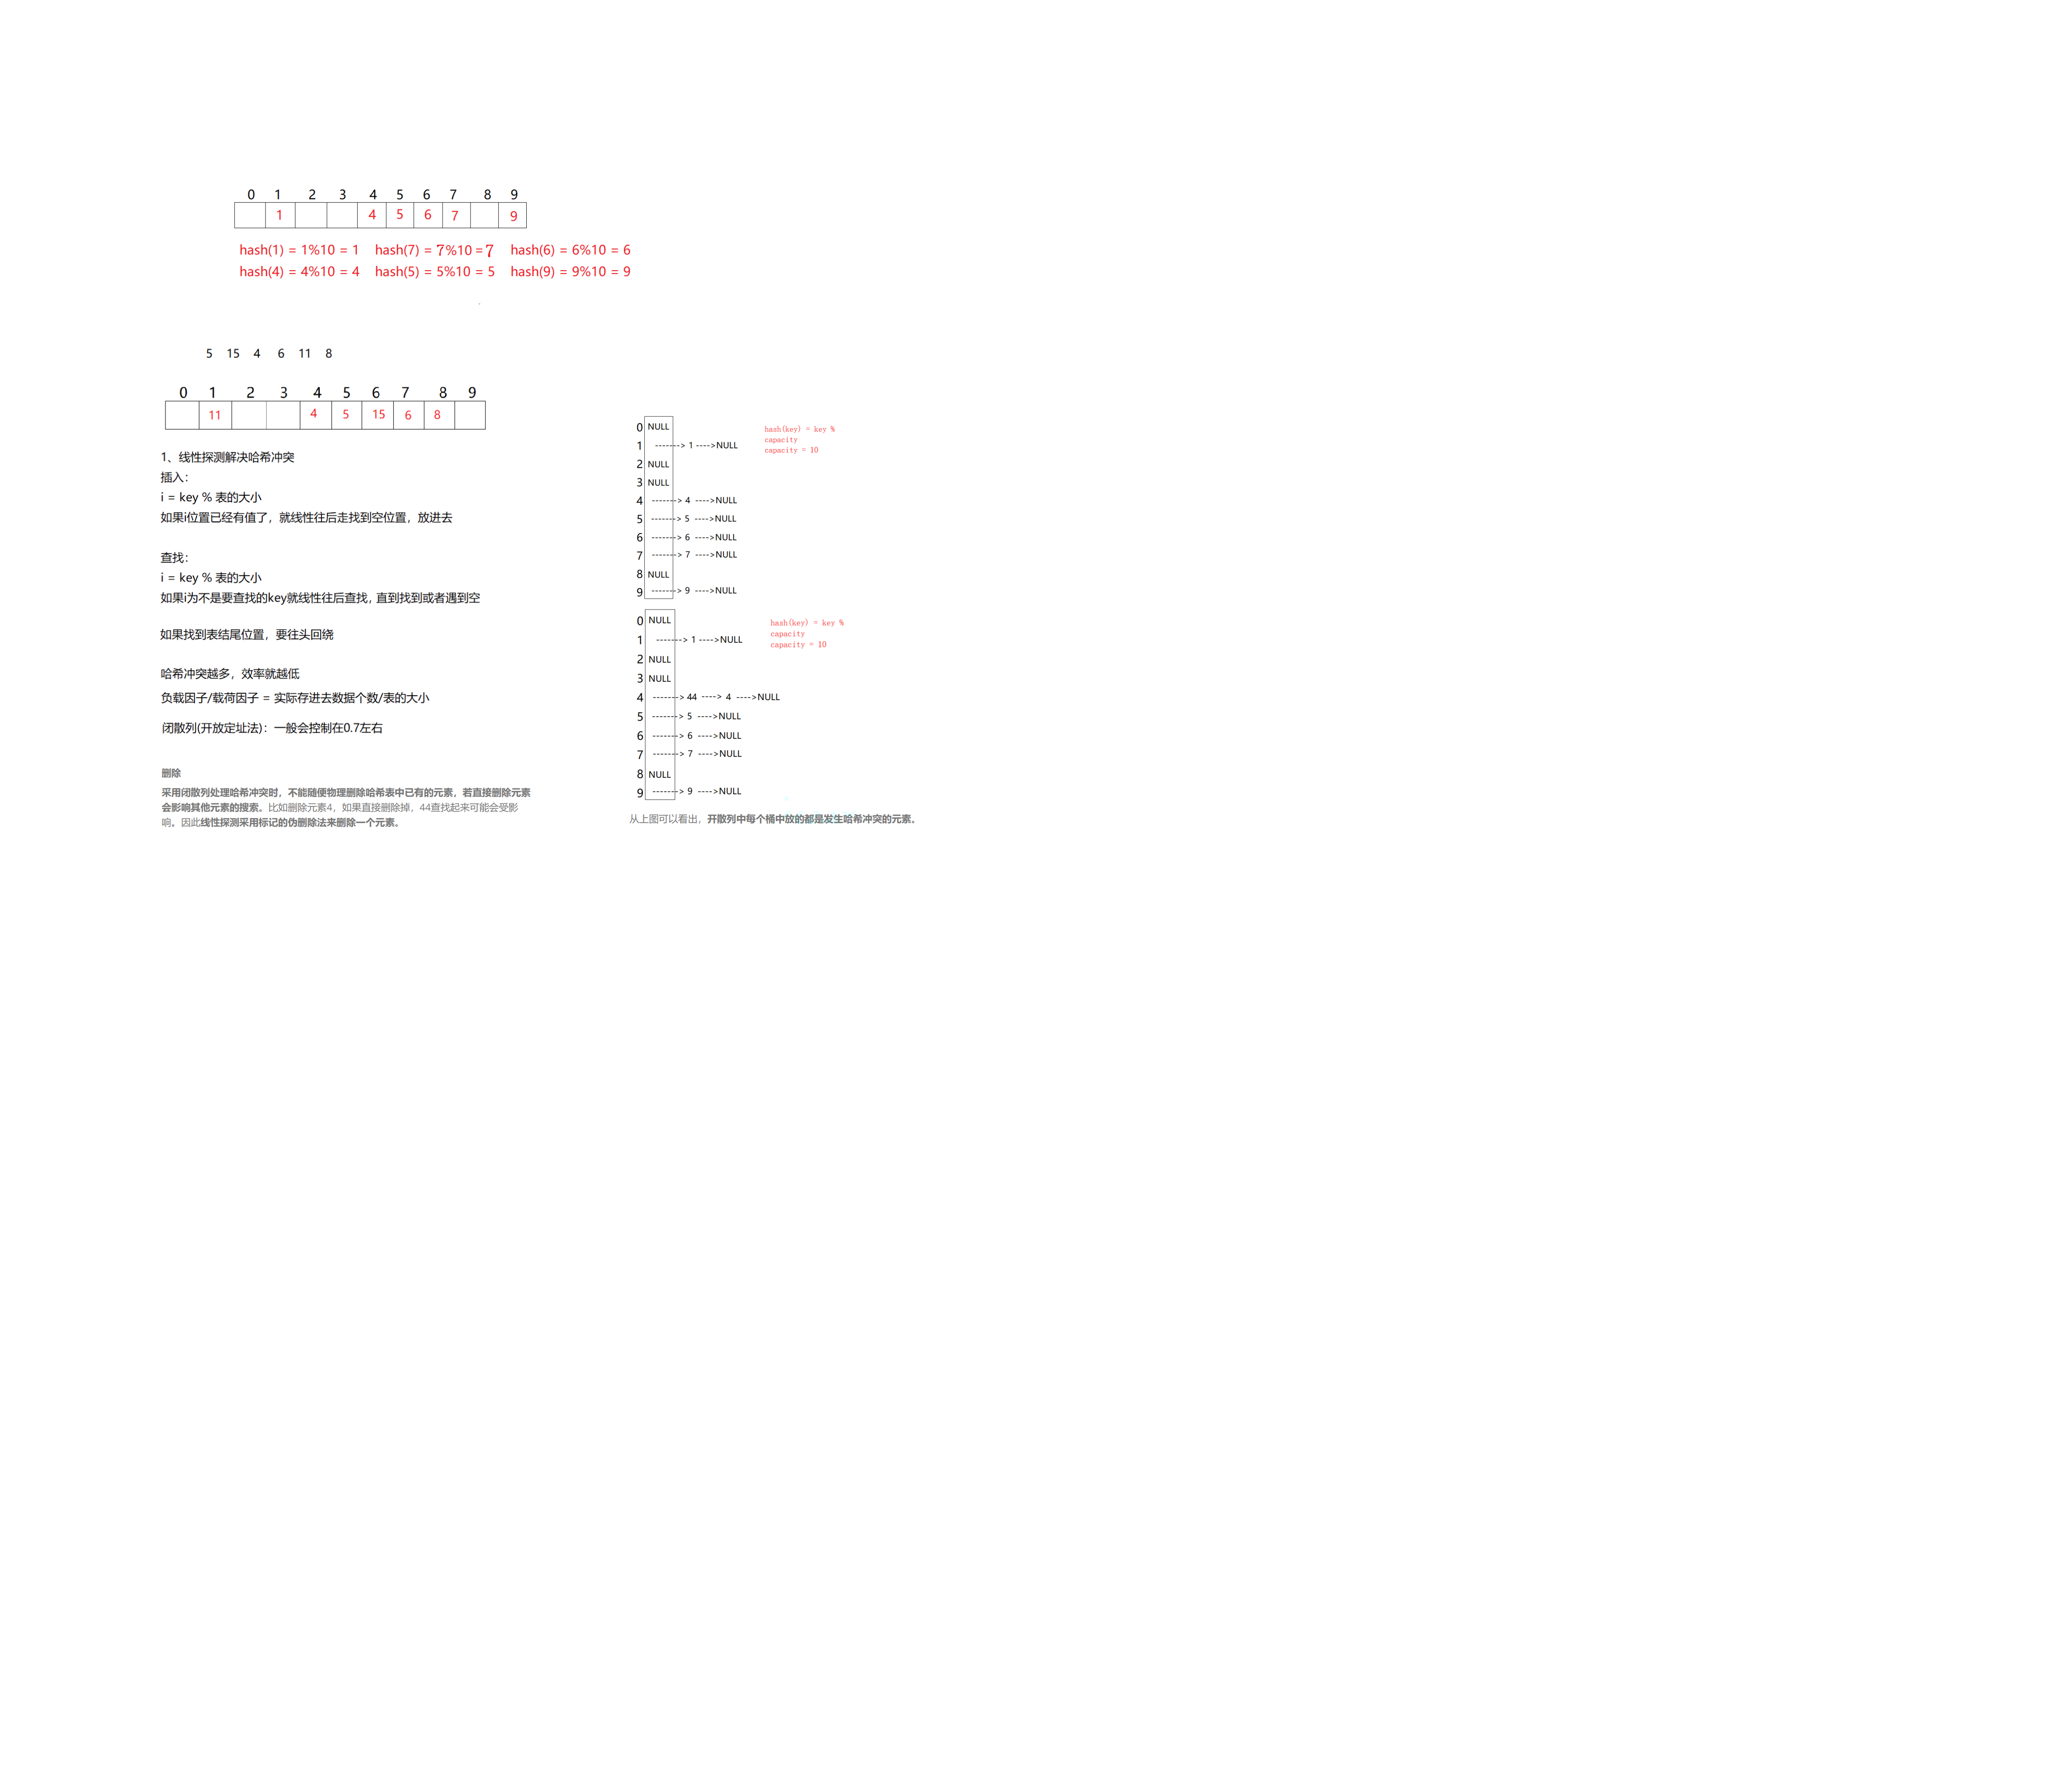 0 1 2 3 4 5 6 7 8 9
1 4 5 6 7 9
hash(1) = 1%10 = 1 hash(7) = 7%10 = 7 hash(6) = 6%10 = 6
hash(4) = 4%10 = 4 hash(5) = 5%10 = 5 hash(9) = 9%10 = 9
5 15 4 6 11 8
0 1 2 3 4 5 6 7 8 9
11 4 5 15 6 8
1、线性探测解决哈希冲突
插入：
i = key % 表的大小
如果i位置已经有值了，就线性往后走找到空位置，放进去
查找：
i = key % 表的大小
如果i为不是要查找的key就线性往后查找，直到找到或者遇到空
如果找到表结尾位置，要往头回绕
哈希冲突越多，效率就越低
负载因子/载荷因子 = 实际存进去数据个数/表的大小
闭散列(开放定址法)：一般会控制在0.7左右
删除
采用闭散列处理哈希冲突时，不能随便物理删除哈希表中已有的元素，若直接删除元素
会影响其他元素的搜索。比如删除元素4，如果直接删除掉，44查找起来可能会受影
响。因此线性探测采用标记的伪删除法来删除一个元素。
0 NULL
1 -------> 1 ---->NULL
2 NULL
3 NULL
4 -------> 4 ---->NULL
5 -------> 5 ---->NULL
6 -------> 6 ---->NULL
7 -------> 7 ---->NULL
8 NULL
9 -------> 9 ---->NULL
hash(key) = key %
capacity
capacity = 10
0 NULL
1 -------> 1 ---->NULL
2 NULL
3 NULL
4 -------> 44 ----> 4 ---->NULL
5 -------> 5 ---->NULL
6 -------> 6 ---->NULL
7 -------> 7 ---->NULL
8 NULL
9 -------> 9 ---->NULL
hash(key) = key %
capacity
capacity = 10
从上图可以看出，开散列中每个桶中放的都是发生哈希冲突的元素。